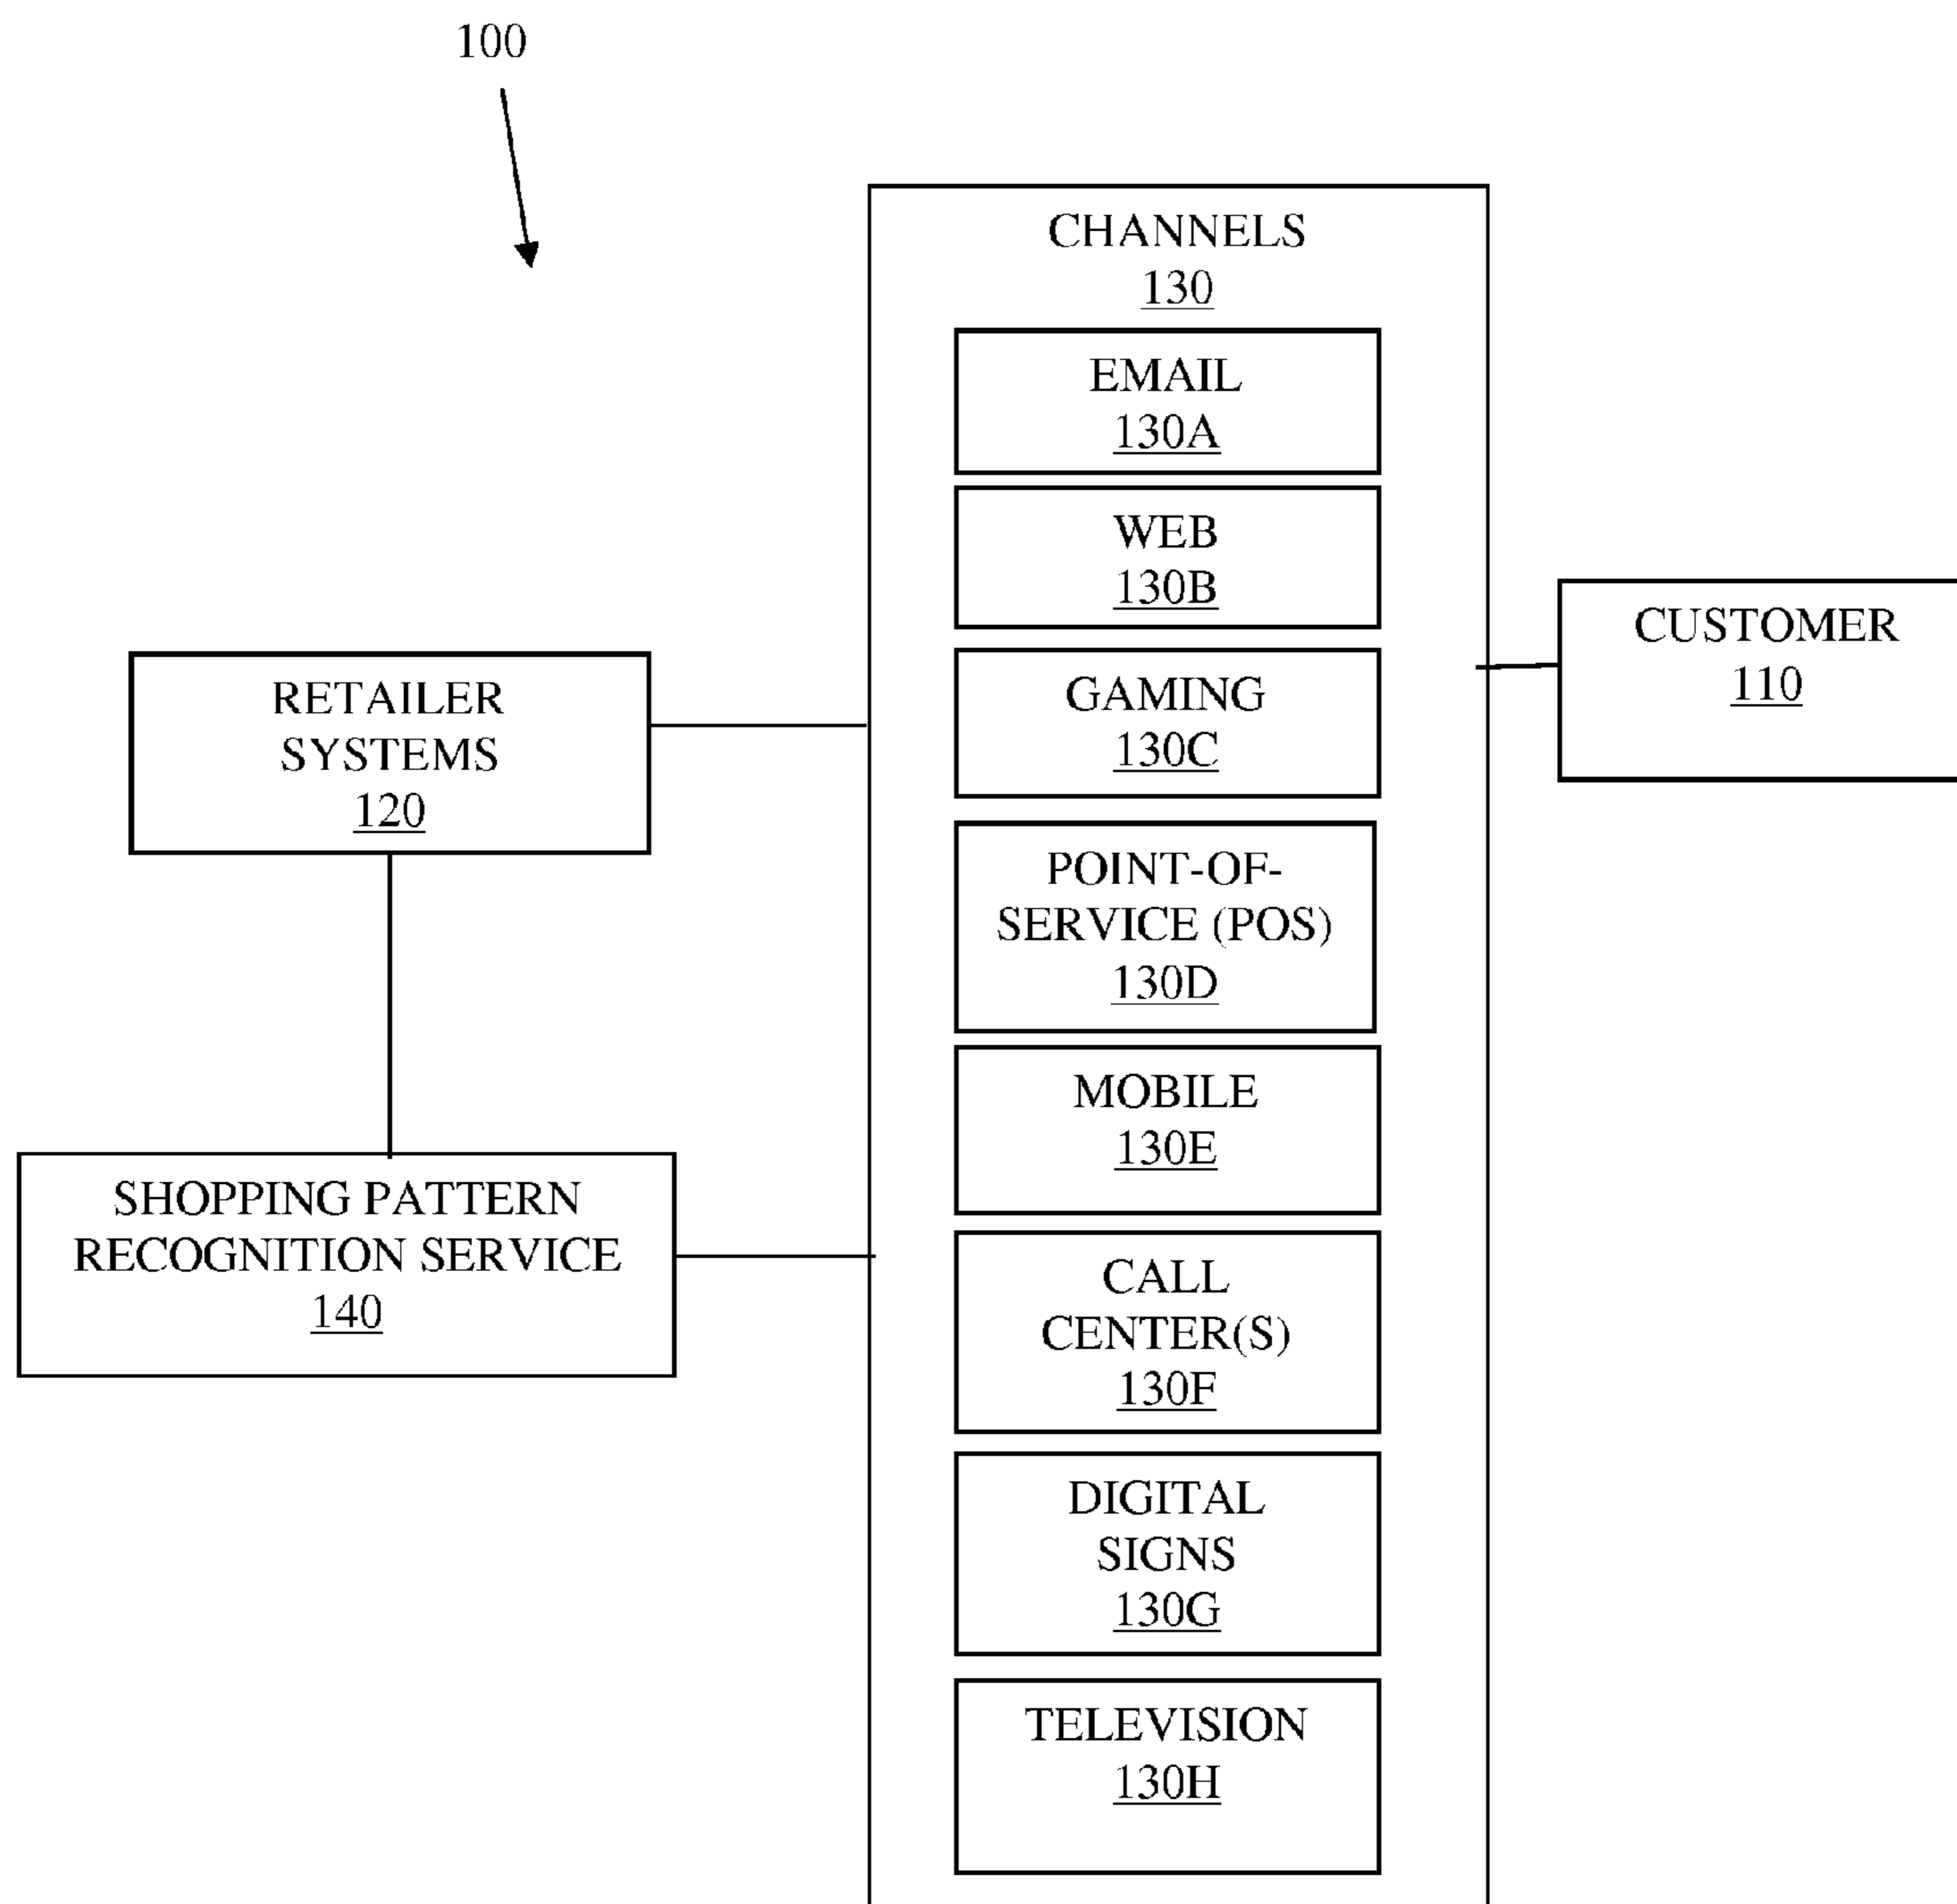 100
CHANNELS
130
EMAIL
130A
WEB
130B
GAMING
130C
POINT-OF-
SERVICE (POS)
130D
MOBILE
130E
CALL
CENTER(S)
130F
DIGITAL
SIGNS
130G
TELEVISION
130H
RETAILER
SYSTEMS
120
SHOPPING PATTERN
RECOGNITION SERVICE
140
CUSTOMER
110